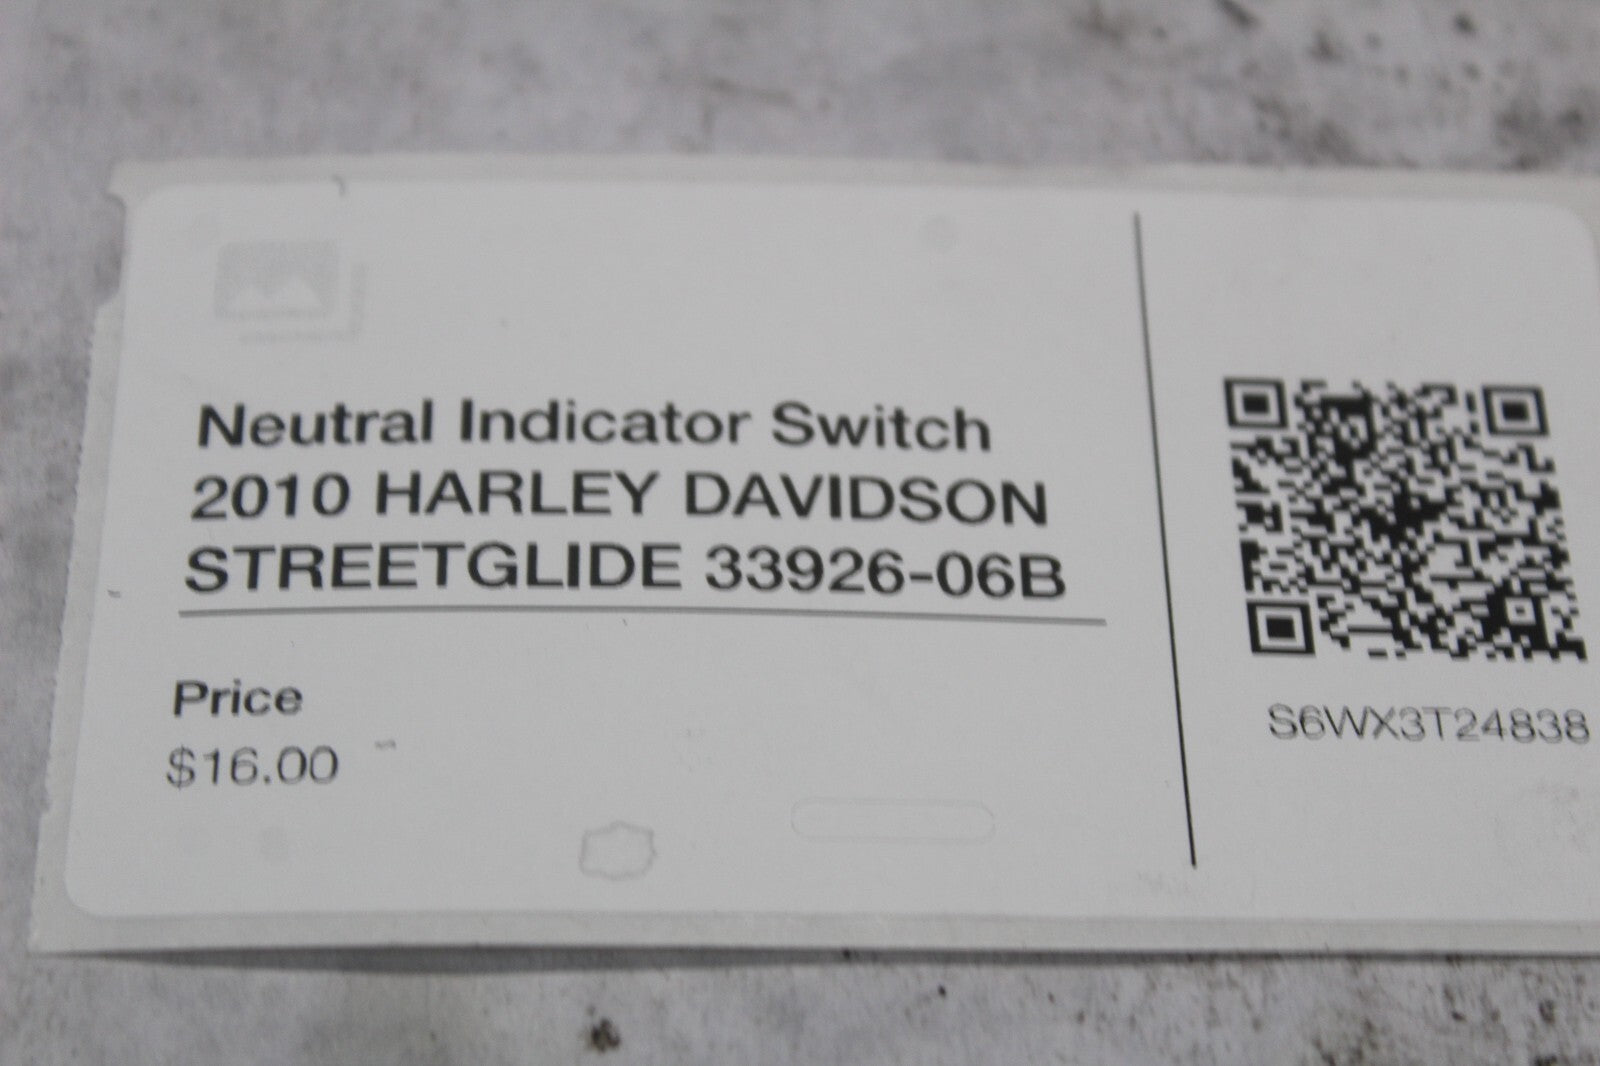 Neutral Indicator Switch
2010 HARLEY DAVIDSON
STREETGLIDE 33926-06B
Price
$16.00
S6WX3T24838